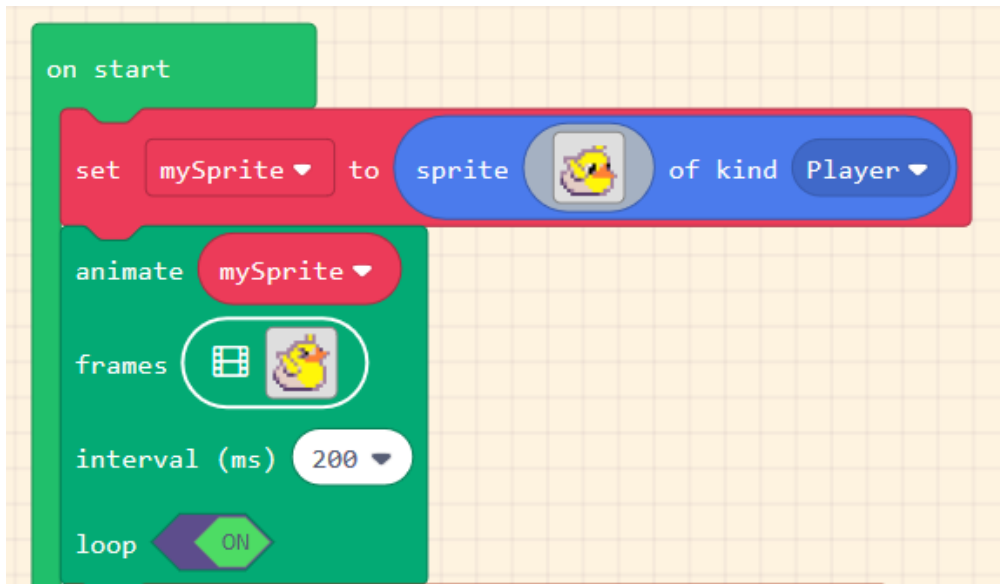 on start
set mySprite to sprite of kind Player
animate mySprite
frames
interval (ms) 200
loop ON